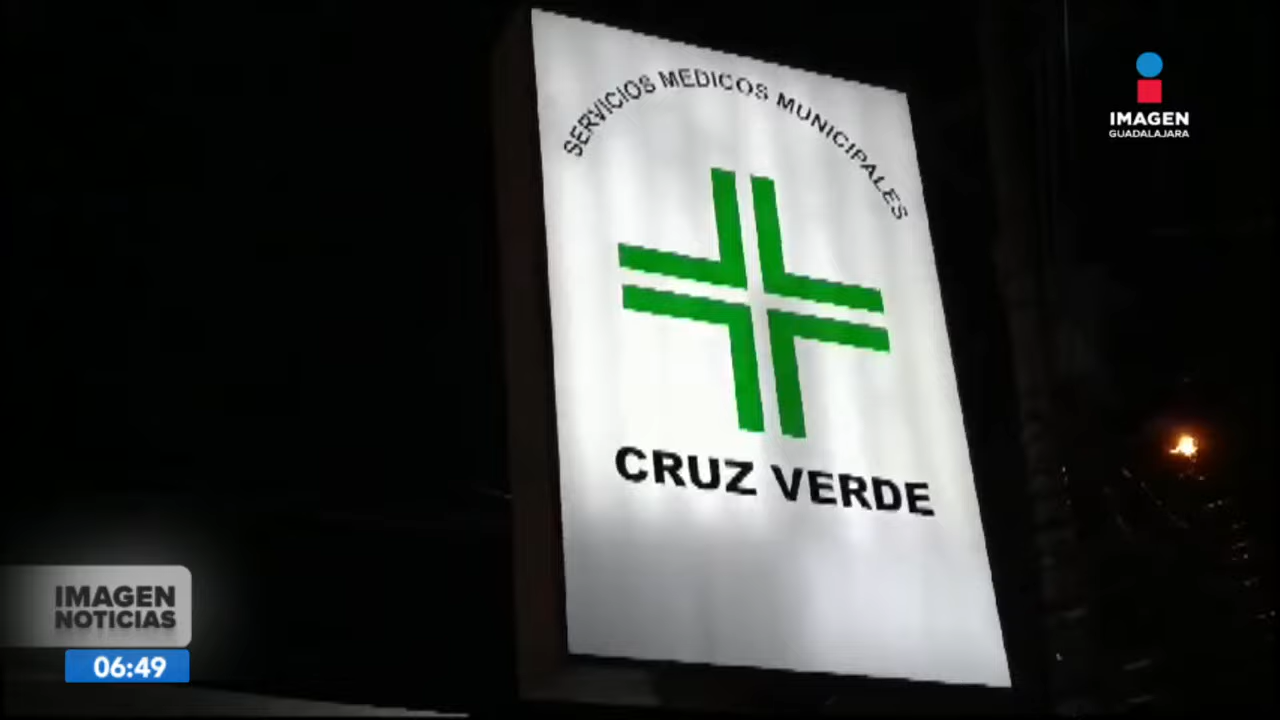 SERVICIOS MEDICOS MUNICIPALES
CRUZ VERDE
IMAGEN
GUADALAJARA
IMAGEN
NOTICIAS
06:49